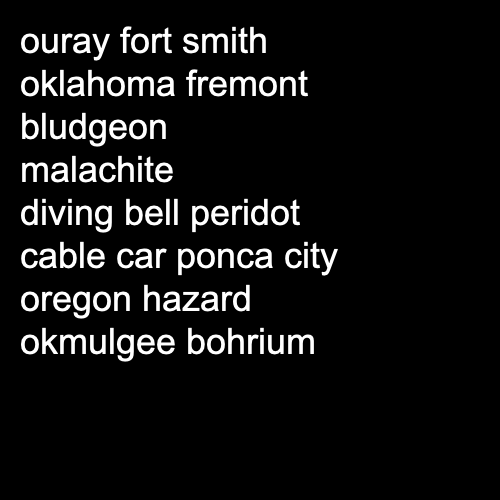 ouray fort smith
oklahoma fremont
bludgeon
malachite
diving bell peridot
cable car ponca city
oregon hazard
okmulgee bohrium